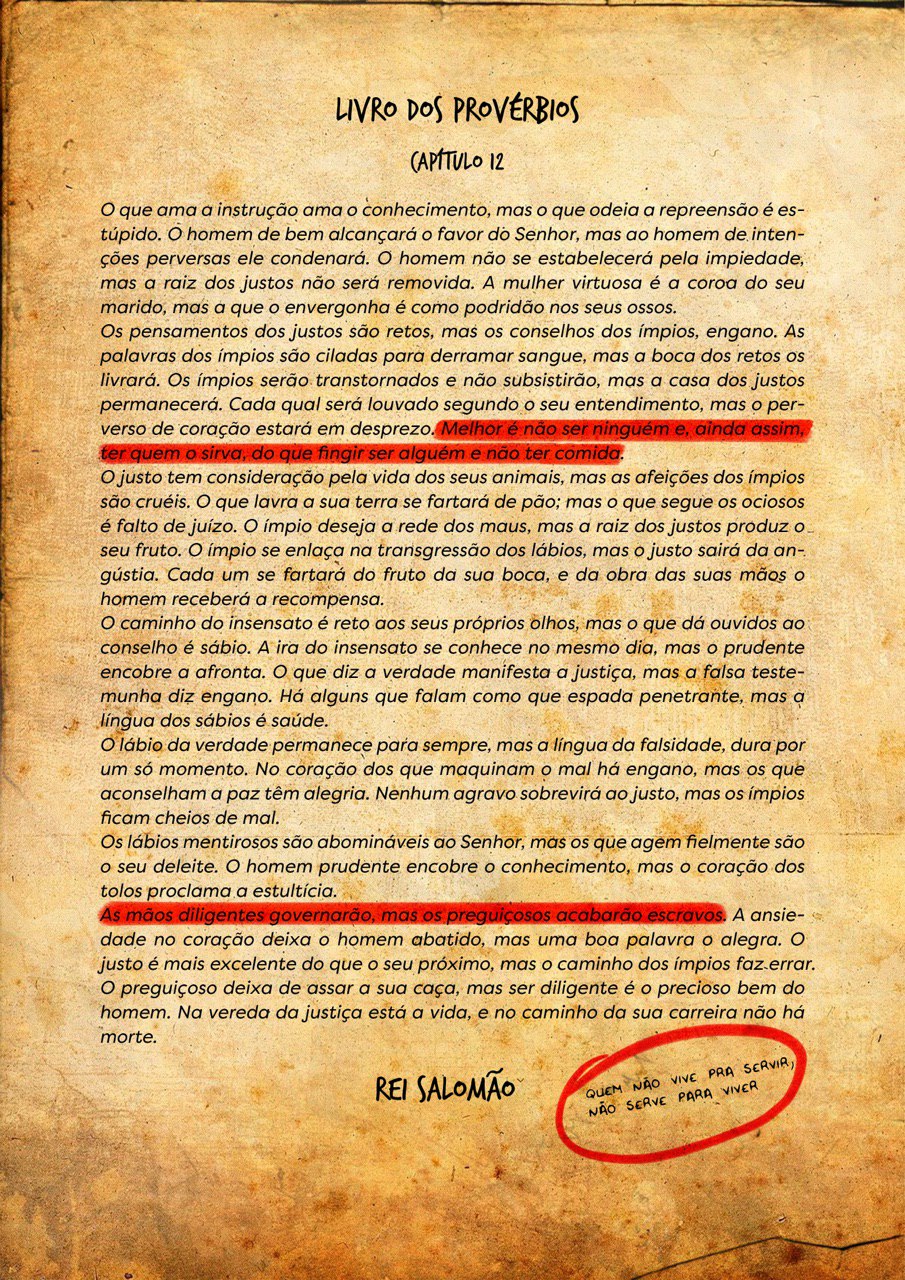 LIVRO DOS PROVÉRBIOS
CAPÍTULO 12
O que ama a instrução ama o conhecimento, mas o que odeia a repreensão é es-
túpido. O homem de bem alcançará o favor do Senhor, mas ao homem de inten-
ções perversas ele condenará. O homem não se estabelecerá pela impiedade,
mas a raiz dos justos não será removida. A mulher virtuosa é a coroa do seu
marido, mas a que o envergonha é como podridão nos seus ossos.
Os pensamentos dos justos são retos, mas os conselhos dos ímpios, engano. As
palavras dos ímpios são ciladas para derramar sangue, mas a boca dos retos os
livrará. Os ímpios serão transtornados e não subsistirão, mas a casa dos justos
permanecerá. Cada qual será louvado segundo o seu entendimento, mas o per-
verso de coração estará em desprezo. Melhor é não ser ninguém e, ainda assim,
ter quem o sirva, do que fingir ser alguém e não ter comida.
O justo tem consideração pela vida dos seus animais, mas as afeições dos ímpios
são cruéis. O que lavra a sua terra se fartará de pão; mas o que segue os ociosos
é falto de juízo. O ímpio deseja a rede dos maus, mas a raiz dos justos produz o
seu fruto. O ímpio se enlaça na transgressão dos lábios, mas o justo sairá da an-
gústia. Cada um se fartará do fruto da sua boca, e da obra das suas mãos o
homem receberá a recompensa.
O caminho do insensato é reto aos seus próprios olhos, mas o que dá ouvidos ao
conselho é sábio. A ira do insensato se conhece no mesmo dia, mas o prudente
encobre a afronta. O que diz a verdade manifesta a justiça, mas a falsa teste-
munha diz engano. Há alguns que falam como que espada penetrante, mas a
língua dos sábios é saúde.
O lábio da verdade permanece para sempre, mas a língua da falsidade, dura por
um só momento. No coração dos que maquinam o mal há engano, mas os que
aconselham a paz têm alegria. Nenhum agravo sobrevirá ao justo, mas os ímpios
ficam cheios de mal.
Os lábios mentirosos são abomináveis ao Senhor, mas os que agem fielmente são
o seu deleite. O homem prudente encobre o conhecimento, mas o coração dos
tolos proclama a estultícia.
As mãos diligentes governarão, mas os preguiçosos acabarão escravos. A ansie-
dade no coração deixa o homem abatido, mas uma boa palavra o alegra. O
justo é mais excelente do que o seu próximo, mas o caminho dos ímpios faz errar.
O preguiçoso deixa de assar a sua caça, mas ser diligente é o precioso bem do
homem. Na vereda da justiça está a vida, e no caminho da sua carreira não há
morte.
REI SALOMÃO
QUEM NÃO VIVE PRA SERVIR,
NÃO SERVE PARA VIVER